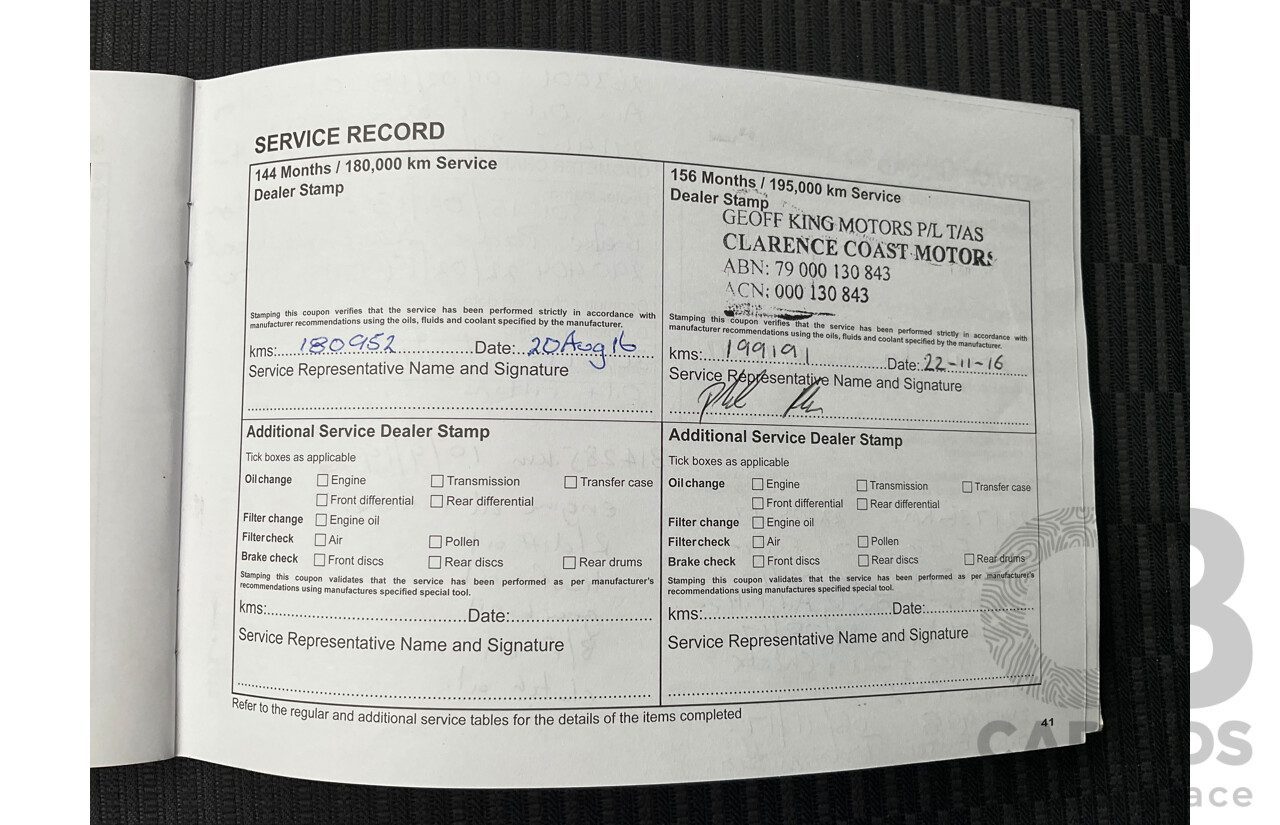 SERVICE RECORD
144 Months / 180,000 km Service
Dealer Stamp
Stamping this coupon verifies that the service has been performed strictly in accordance with
manufacturer recommendations using the oils, fluids and coolant specified by the manufacturer.
kms:....180952....Date:..20 Aug 16
Service Representative Name and Signature
156 Months / 195,000 km Service
Dealer Stamp
GEOFF KING MOTORS P/L T/AS
CLARENCE COAST MOTORS
ABN: 79 000 130 843
ACN: 000 130 843
Stamping this coupon verifies that the service has been performed strictly in accordance with
manufacturer recommendations using the oils, fluids and coolant specified by the manufacturer.
kms:....199191....Date:.22-11-16
Service Representative Name and Signature
Additional Service Dealer Stamp
Tick boxes as applicable
Oil change Engine Transmission Transfer case
Front differential Rear differential
Filter change Engine oil
Filter check Air Pollen
Brake check Front discs Rear discs Rear drums
Stamping this coupon validates that the service has been performed as per manufacturer's
recommendations using manufactures specified special tool.
kms:....Date:....
Service Representative Name and Signature
Additional Service Dealer Stamp
Tick boxes as applicable
Oil change Engine Transmission Transfer case
Front differential Rear differential
Filter change Engine oil
Filter check Air Pollen
Brake check Front discs Rear discs Rear drums
Stamping this coupon validates that the service has been performed as per manufacturer's
recommendations using manufactures specified special tool.
kms:....Date:....
Service Representative Name and Signature
Refer to the regular and additional service tables for the details of the items completed
41